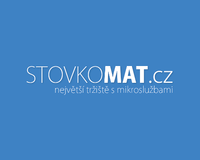 STOVKOMAT.cz
největší tržiště s mikroslužbami